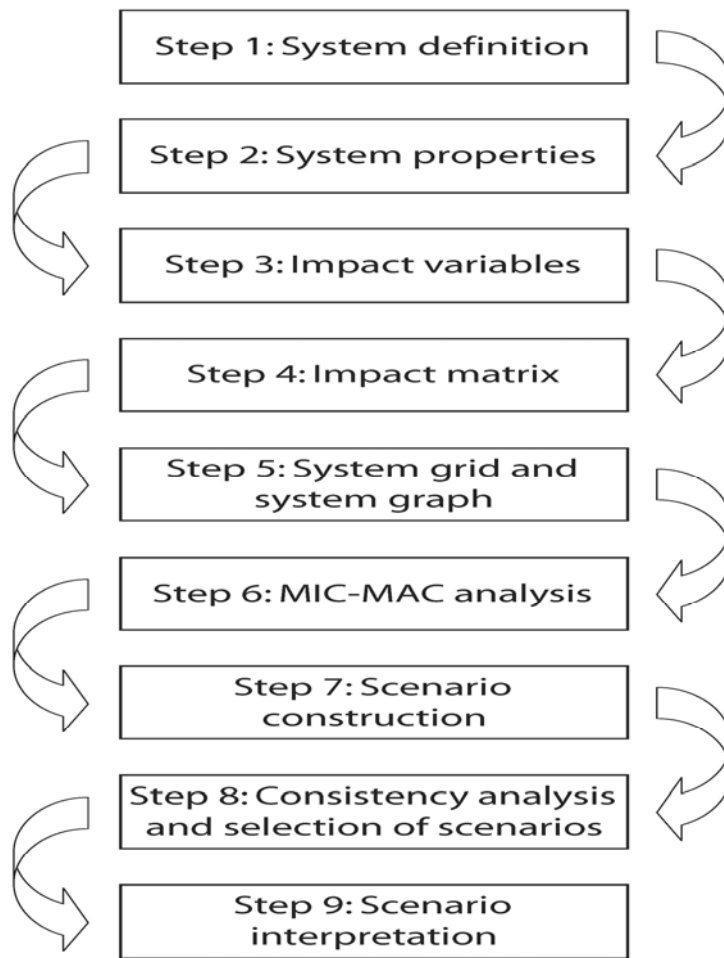 Step 1: System definition
Step 2: System properties
Step 3: Impact variables
Step 4: Impact matrix
Step 5: System grid and
system graph
Step 6: MIC-MAC analysis
Step 7: Scenario
construction
Step 8: Consistency analysis
and selection of scenarios
Step 9: Scenario
interpretation